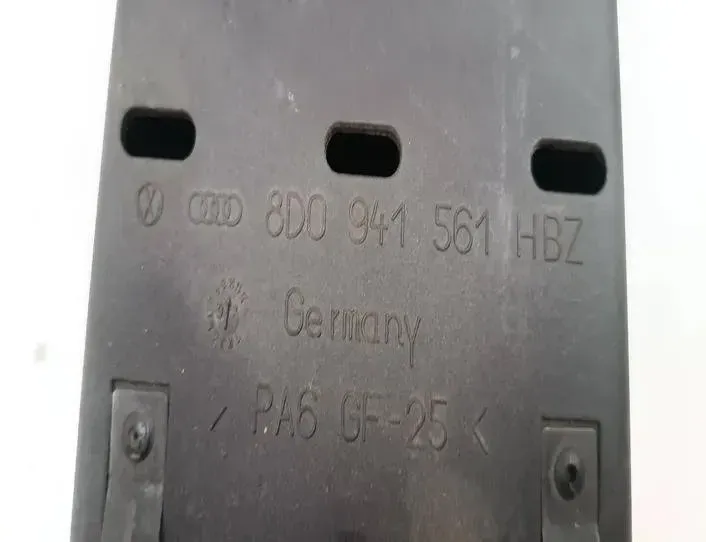 8D0 941 561 HBZ
Germany
PA6 GF-25 <